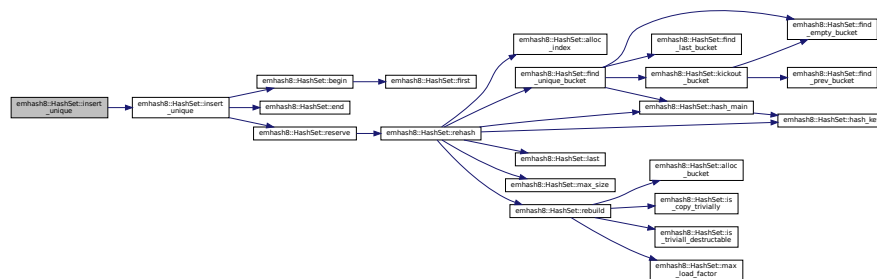 emhash8::HashSet::insert
_unique
emhash8::HashSet::insert
_unique
emhash8::HashSet::begin
emhash8::HashSet::end
emhash8::HashSet::reserve
emhash8::HashSet::first
emhash8::HashSet::rehash
emhash8::HashSet::alloc
_index
emhash8::HashSet::find
_unique_bucket
emhash8::HashSet::last
emhash8::HashSet::max_size
emhash8::HashSet::rebuild
emhash8::HashSet::find
_last_bucket
emhash8::HashSet::kickout
_bucket
emhash8::HashSet::hash_main
emhash8::HashSet::alloc
_bucket
emhash8::HashSet::is
_copy_trivially
emhash8::HashSet::is
_triviall_destructable
emhash8::HashSet::max
_load_factor
emhash8::HashSet::find
_empty_bucket
emhash8::HashSet::find
_prev_bucket
emhash8::HashSet::hash_key